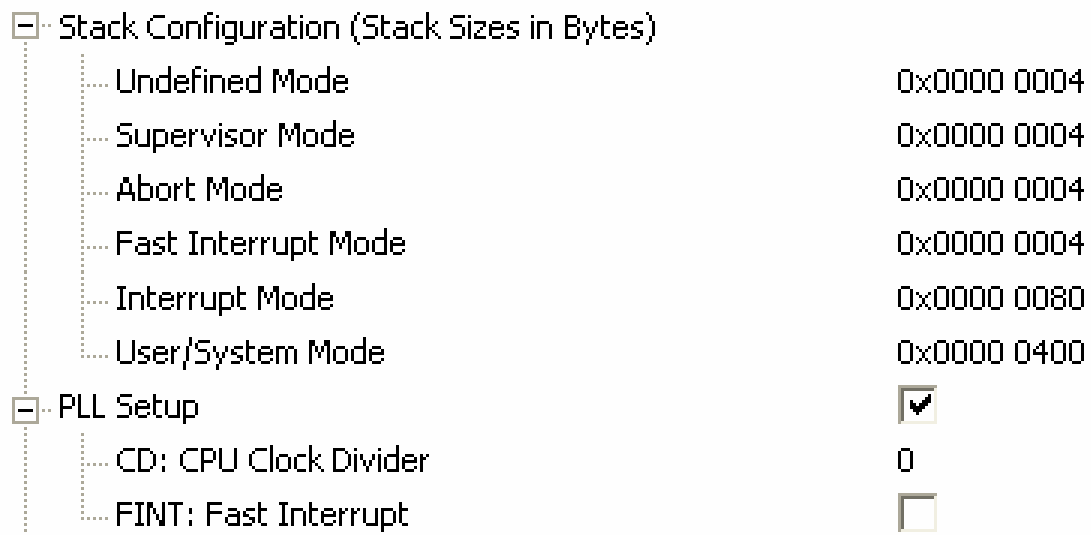 Stack Configuration (Stack Sizes in Bytes)
Undefined Mode 0x0000 0004
Supervisor Mode 0x0000 0004
Abort Mode 0x0000 0004
Fast Interrupt Mode 0x0000 0004
Interrupt Mode 0x0000 0080
User/System Mode 0x0000 0400
PLL Setup
CD: CPU Clock Divider 0
FINT: Fast Interrupt